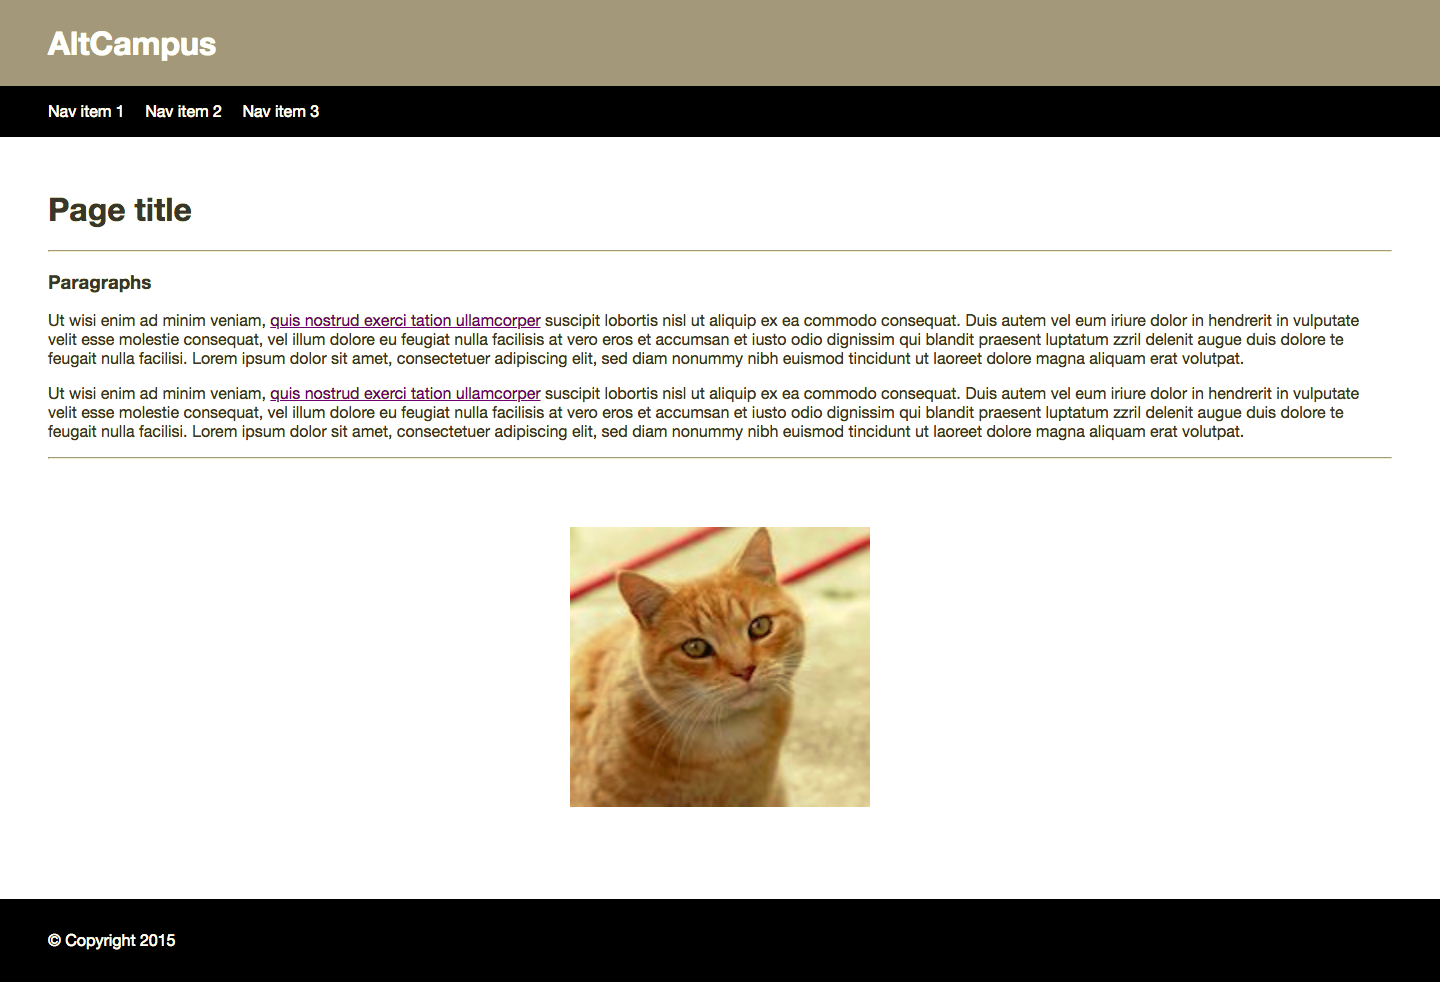 AltCampus
Nav item 1 Nav item 2 Nav item 3
Page title
Paragraphs
Ut wisi enim ad minim veniam, quis nostrud exerci tation ullamcorper suscipit lobortis nisl ut aliquip ex ea commodo consequat. Duis autem vel eum iriure dolor in hendrerit in vulputate
velit esse molestie consequat, vel illum dolore eu feugiat nulla facilisis at vero eros et accumsan et iusto odio dignissim qui blandit praesent luptatum zzril delenit augue duis dolore te
feugait nulla facilisi. Lorem ipsum dolor sit amet, consectetuer adipiscing elit, sed diam nonummy nibh euismod tincidunt ut laoreet dolore magna aliquam erat volutpat.
Ut wisi enim ad minim veniam, quis nostrud exerci tation ullamcorper suscipit lobortis nisl ut aliquip ex ea commodo consequat. Duis autem vel eum iriure dolor in hendrerit in vulputate
velit esse molestie consequat, vel illum dolore eu feugiat nulla facilisis at vero eros et accumsan et iusto odio dignissim qui blandit praesent luptatum zzril delenit augue duis dolore te
feugait nulla facilisi. Lorem ipsum dolor sit amet, consectetuer adipiscing elit, sed diam nonummy nibh euismod tincidunt ut laoreet dolore magna aliquam erat volutpat.
© Copyright 2015